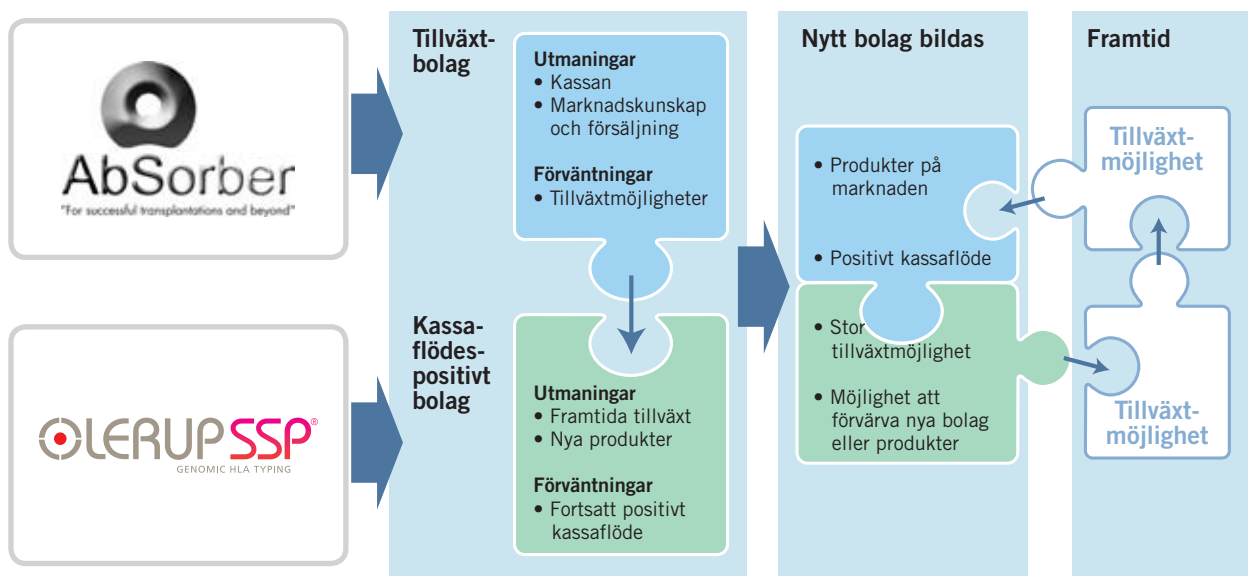 AbSorber
"For successful transplantations and beyond"
OLERUP SSP®
GENOMIC HLA TYPING
Tillväxt-
bolag
Utmaningar
• Kassan
• Marknadskunskap
och försäljning
Förväntningar
• Tillväxtmöjligheter
Kassa-
flödes-
positivt
bolag
Utmaningar
• Framtida tillväxt
• Nya produkter
Förväntningar
• Fortsatt positivt
kassaflöde
Nytt bolag bildas
• Produkter på
marknaden
• Positivt kassaflöde
• Stor
tillväxtmöjlighet
• Möjlighet att
förvärva nya bolag
eller produkter
Framtid
Tillväxt-
möjlighet
Tillväxt-
möjlighet